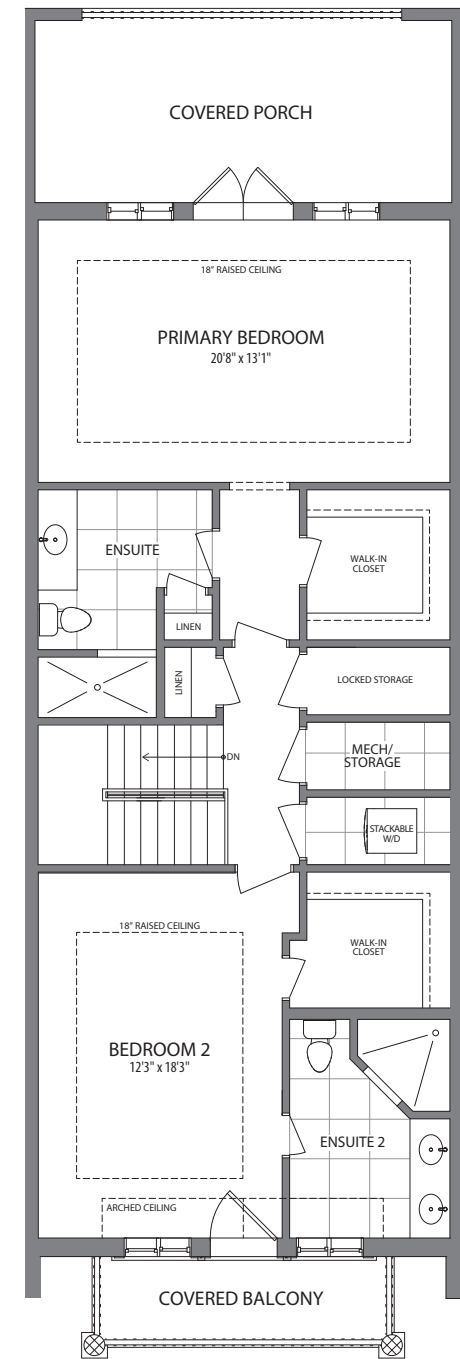 COVERED PORCH
18" RAISED CEILING
PRIMARY BEDROOM
20'8" x 13'1"
ENSUITE
WALK-IN
CLOSET
LINEN
LINEN
LOCKED STORAGE
DN
MECH/
STORAGE
STACKABLE
W/D
18" RAISED CEILING
WALK-IN
CLOSET
BEDROOM 2
12'3" x 18'3"
ENSUITE 2
ARCHED CEILING
COVERED BALCONY